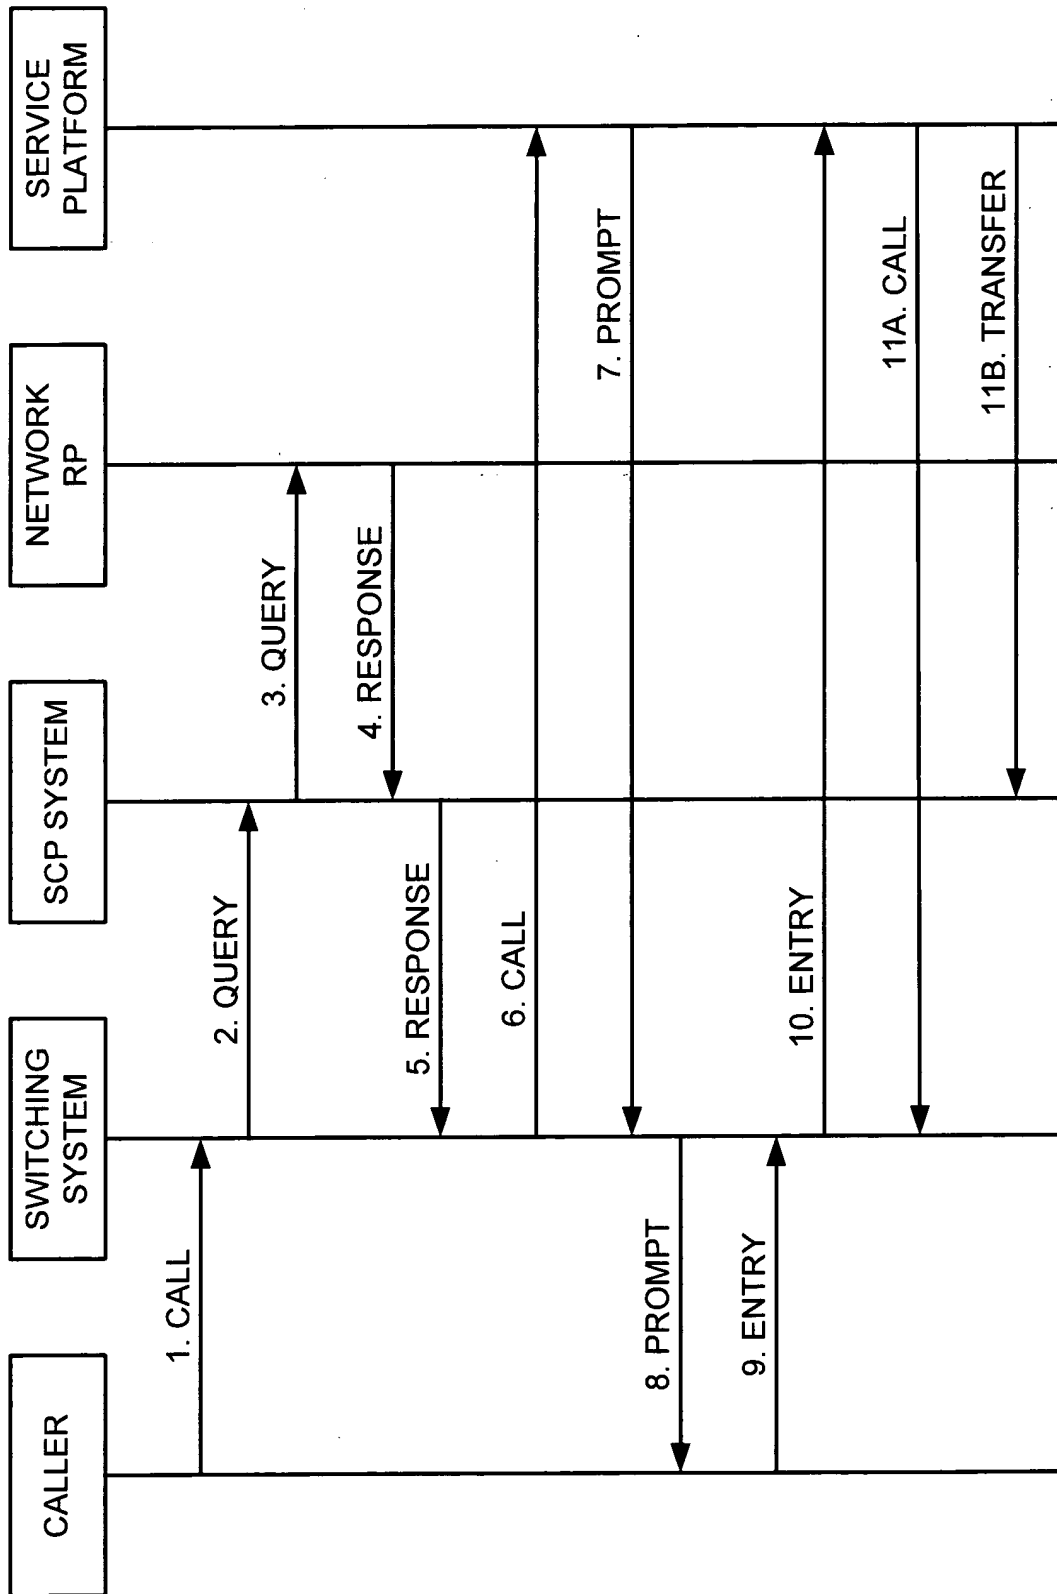 CALLER
SWITCHING
SYSTEM
SCP SYSTEM
NETWORK
RP
SERVICE
PLATFORM
1. CALL
2. QUERY
3. QUERY
4. RESPONSE
5. RESPONSE
6. CALL
7. PROMPT
8. PROMPT
9. ENTRY
10. ENTRY
11A. CALL
11B. TRANSFER